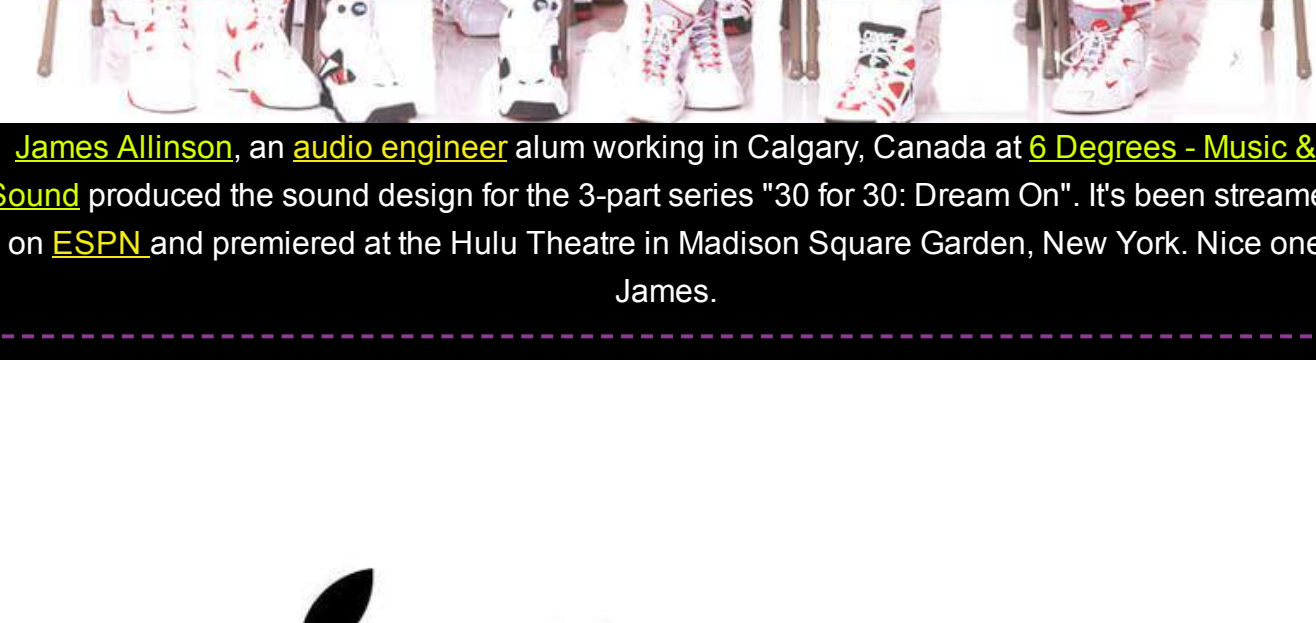 James Allinson, an audio engineer alum working in Calgary, Canada at 6 Degrees - Music &
Sound produced the sound design for the 3-part series "30 for 30: Dream On". It's been streame
on ESPN and premiered at the Hulu Theatre in Madison Square Garden, New York. Nice one
James.